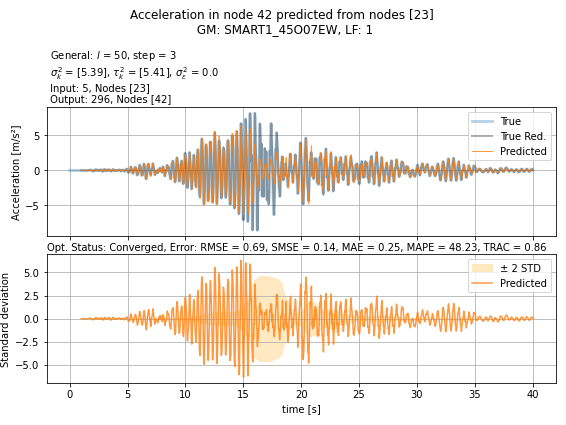 Acceleration in node 42 predicted from nodes [23]
GM: SMART1_45O07EW, LF: 1
General: l = 50, step = 3
σ²ₖ = [5.39], τ²ₖ = [5.41], σ²ε = 0.0
Input: 5, Nodes [23]
Output: 296, Nodes [42]
Acceleration [m/s²]
5
0
−5
True
True Red.
Predicted
Opt. Status: Converged, Error: RMSE = 0.69, SMSE = 0.14, MAE = 0.25, MAPE = 48.23, TRAC = 0.86
Standard deviation
5.0
2.5
0.0
−2.5
−5.0
± 2 STD
Predicted
0 5 10 15 20 25 30 35 40
time [s]